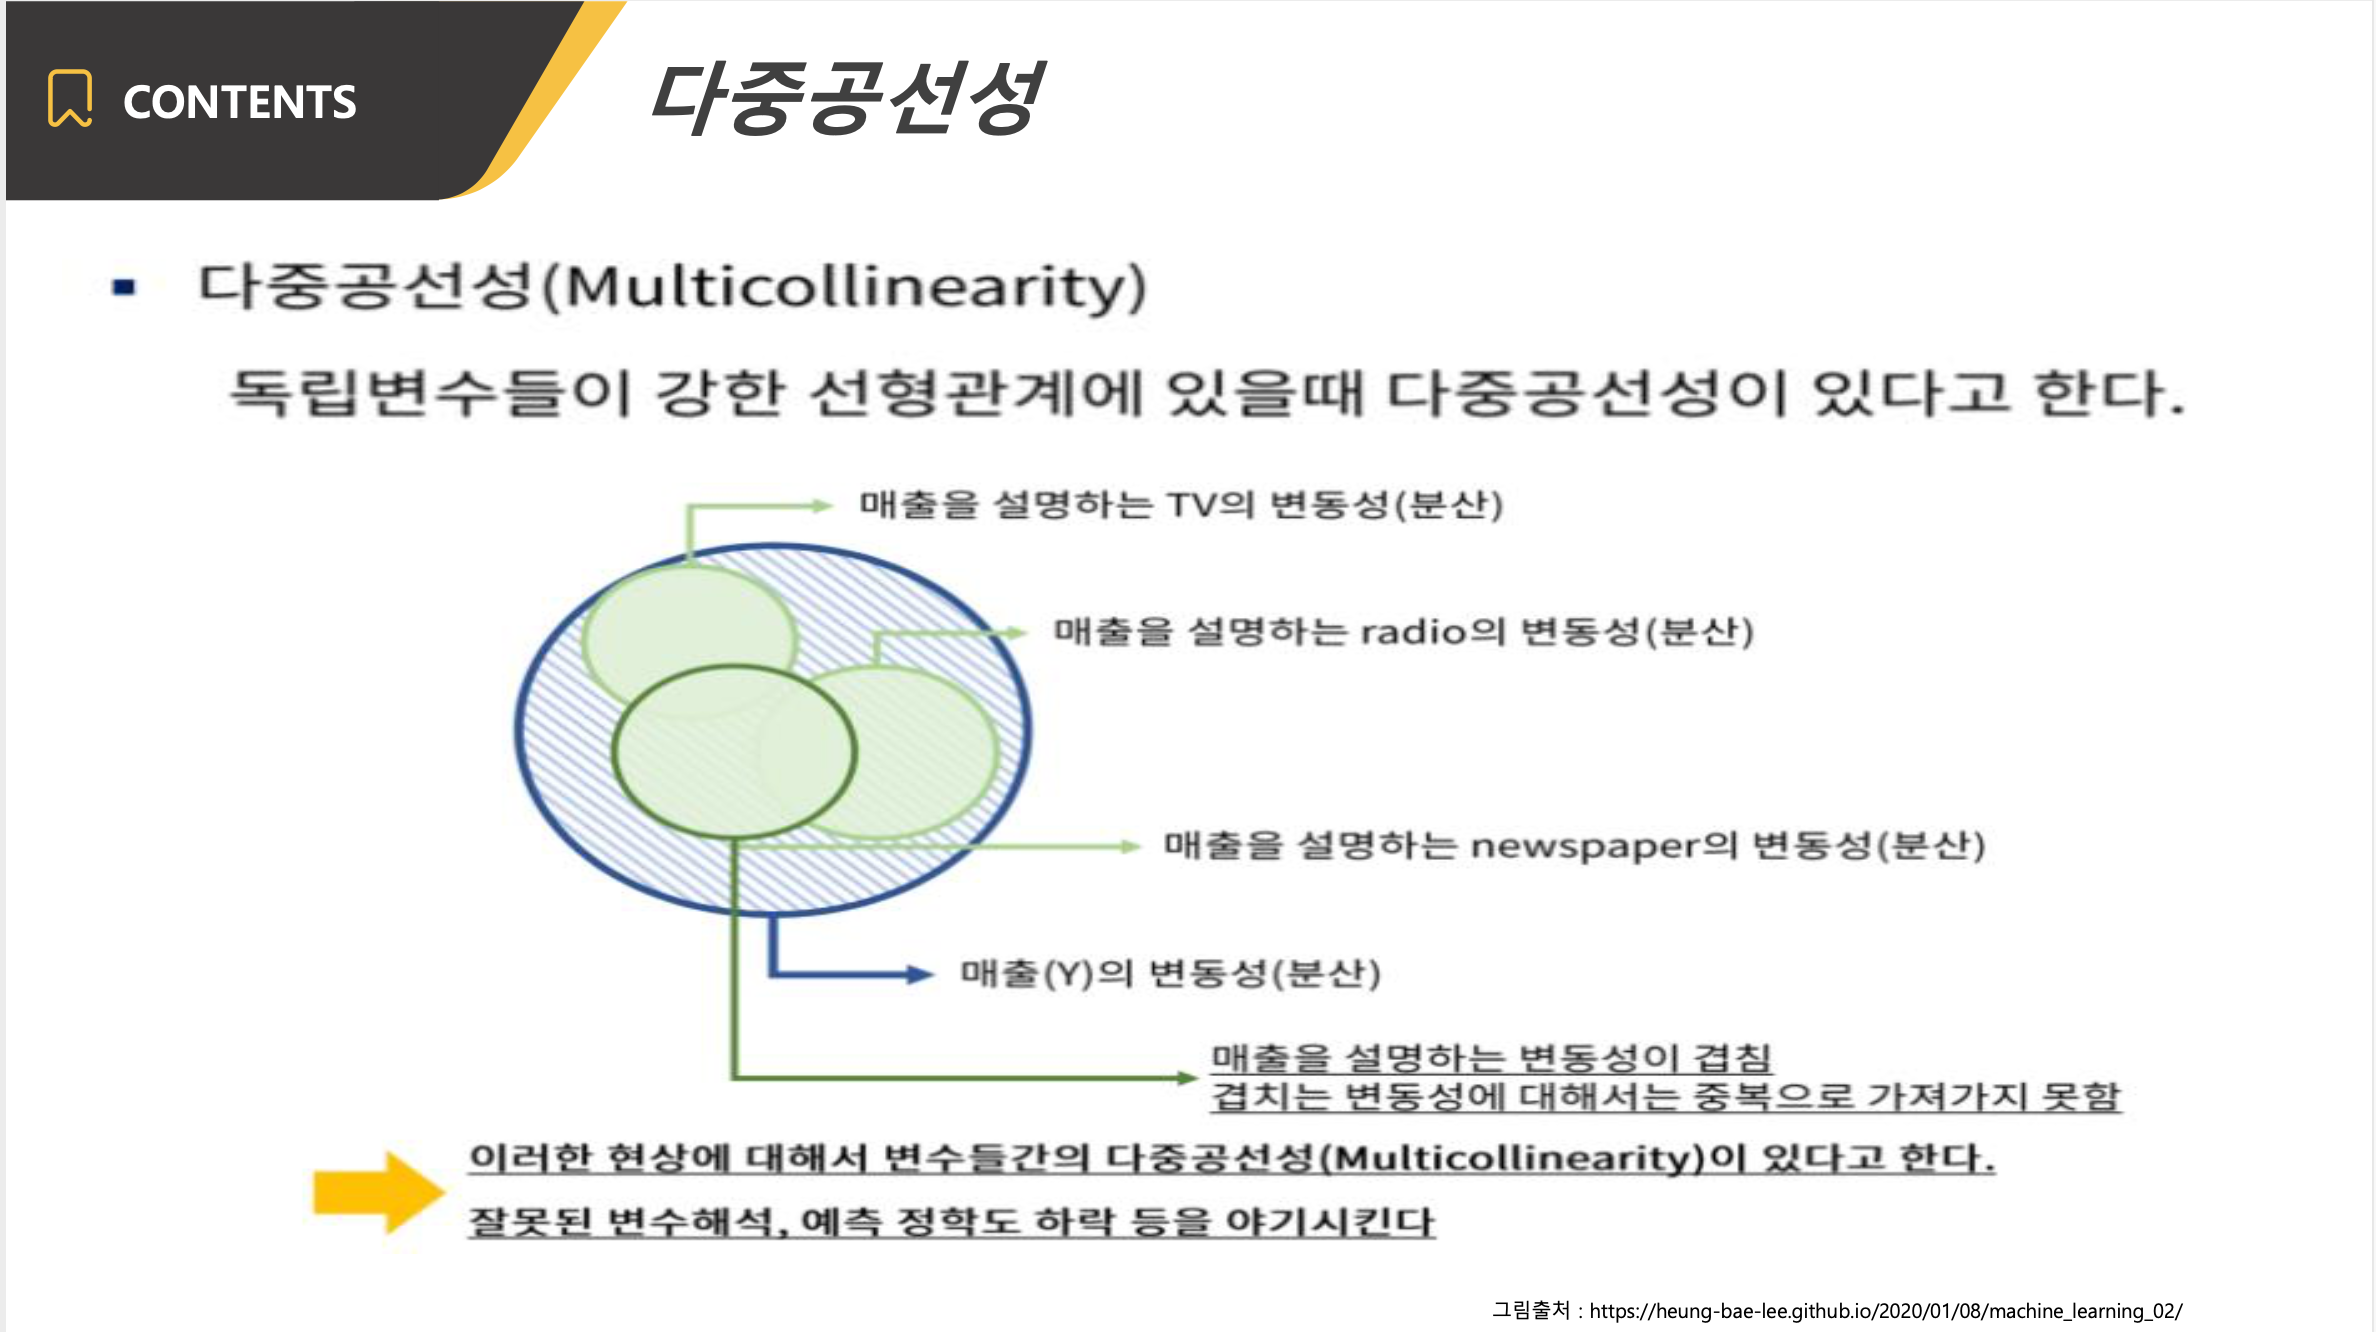 CONTENTS
다중공선성
▪ 다중공선성(Multicollinearity)
독립변수들이 강한 선형관계에 있을때 다중공선성이 있다고 한다.
매출을 설명하는 TV의 변동성(분산)
매출을 설명하는 radio의 변동성(분산)
매출을 설명하는 newspaper의 변동성(분산)
매출(Y)의 변동성(분산)
매출을 설명하는 변동성이 겹침
겹치는 변동성에 대해서는 중복으로 가져가지 못함
이러한 현상에 대해서 변수들간의 다중공선성(Multicollinearity)이 있다고 한다.
잘못된 변수해석, 예측 정학도 하락 등을 야기시킨다
그림출처 : https://heung-bae-lee.github.io/2020/01/08/machine_learning_02/